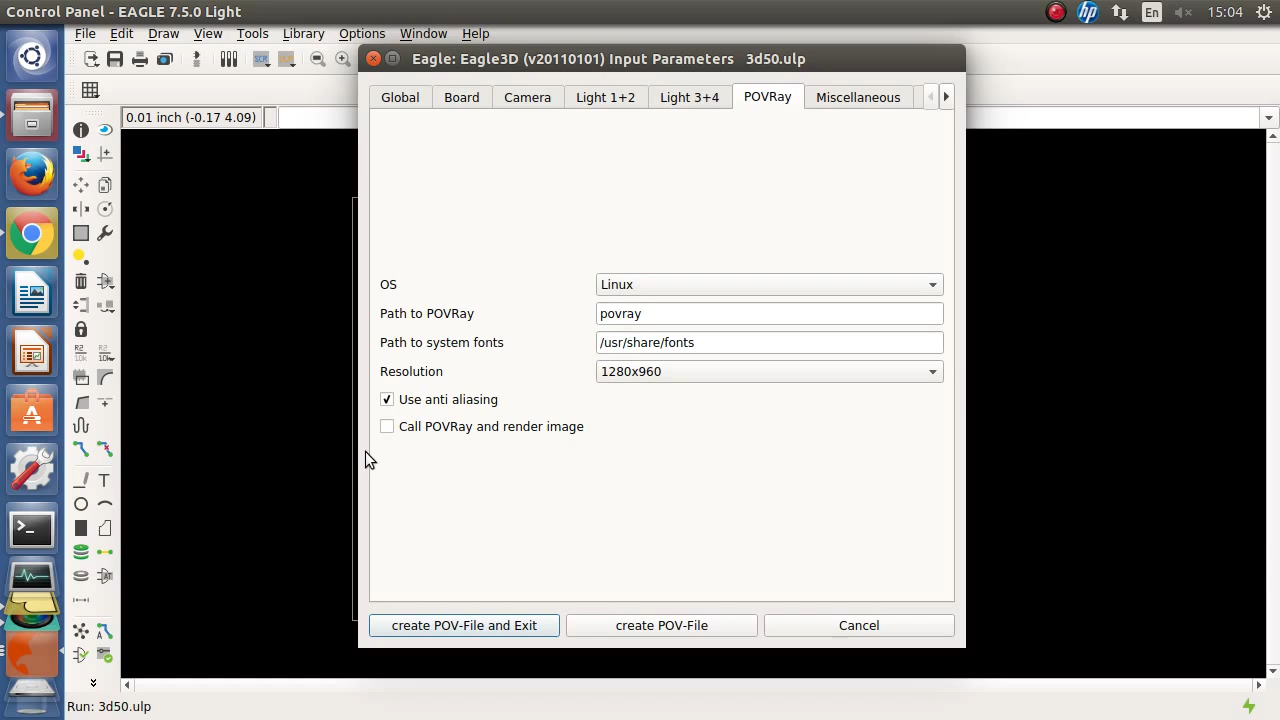 Control Panel - EAGLE 7.5.0 Light
En
15:04
File Edit Draw View Tools Library Options Window Help
Eagle: Eagle3D (v20110101) Input Parameters 3d50.ulp
SCR
Global Board Camera Light 1+2 Light 3+4 POVRay Miscellaneous
0.01 inch (-0.17 4.09)
OS Linux
Path to POVRay povray
Path to system fonts /usr/share/fonts
Resolution 1280x960
Use anti aliasing
Call POVRay and render image
create POV-File and Exit create POV-File Cancel
Run: 3d50.ulp